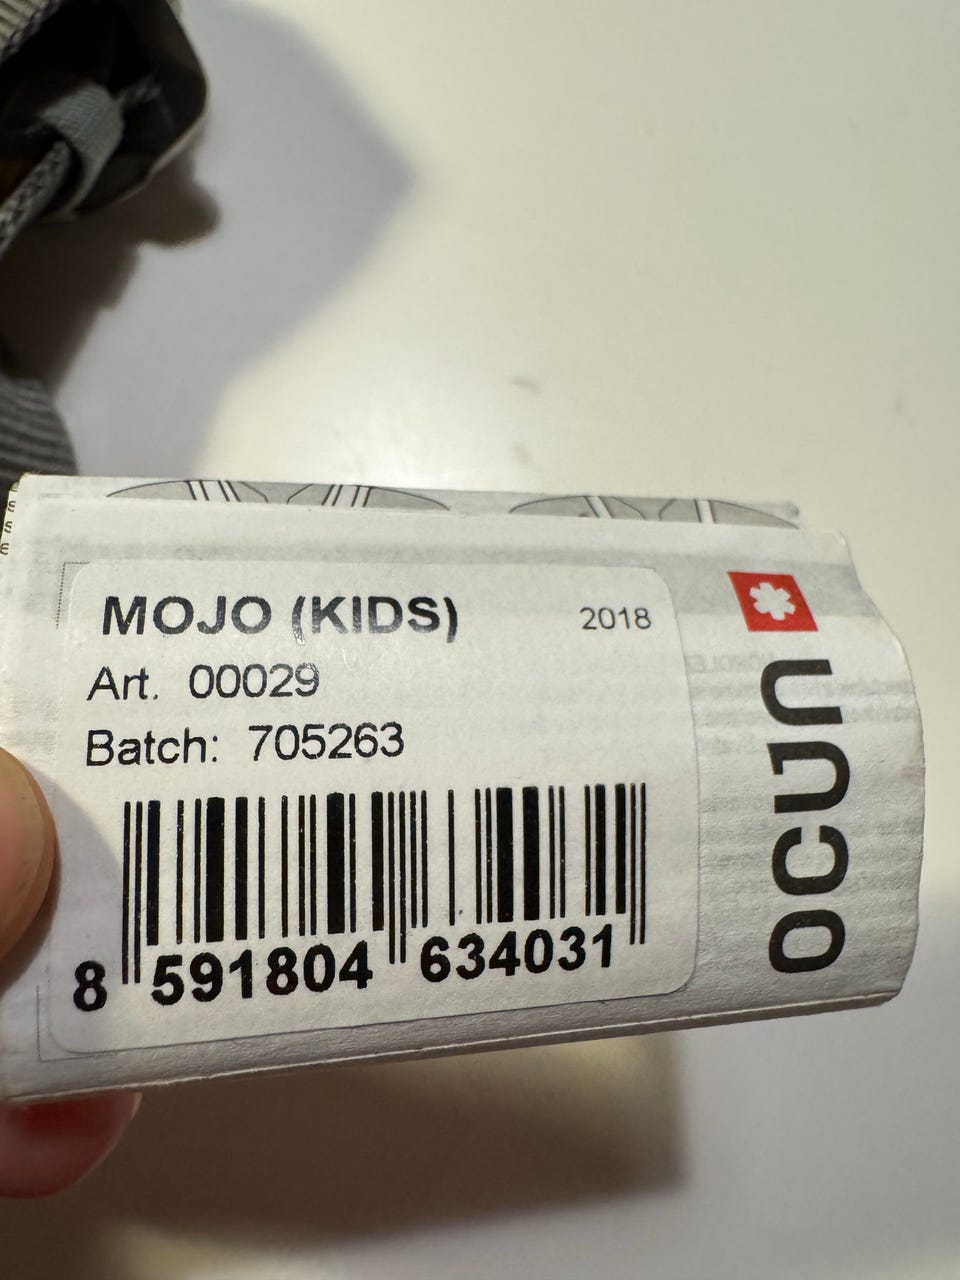 MOJO (KIDS) 2018
Art. 00029
Batch: 705263
8 591804 634031
ocun